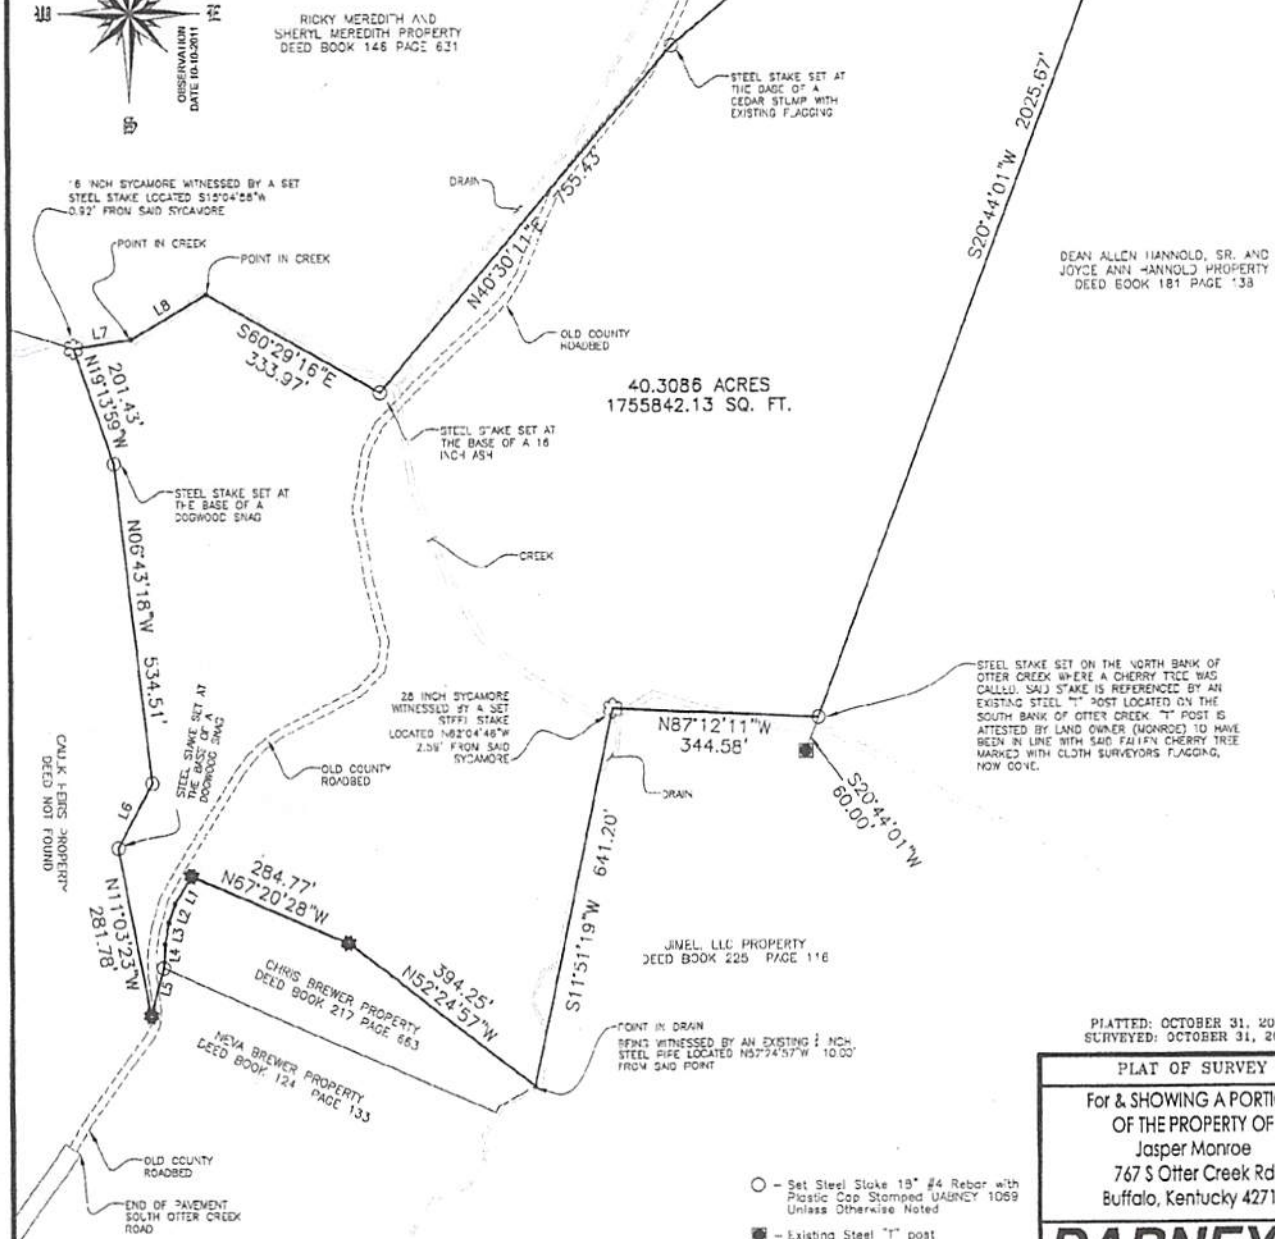 W
E
S
OBSERVATION
DATE 10-10-2011
RICKY MEREDITH AND
SHERYL MEREDITH PROPERTY
DEED BOOK 146 PAGE 631
STEEL STAKE SET AT
THE BASE OF A
CEDAR STUMP WITH
EXISTING FLAGGING
S20°44'01"W 2025.67'
INCH SYCAMORE WITNESSED BY A SET
STEEL STAKE LOCATED S15°04'58"W
0.92' FROM SAID SYCAMORE
POINT IN CREEK
POINT IN CREEK
DRAIN
N40°30'11"E 755.43'
DEAN ALLEN HANNOLD, SR. AND
JOYCE ANN HANNOLD PROPERTY
DEED BOOK 181 PAGE 138
L7
L8
S60°29'16"E
333.97'
OLD COUNTY
ROADBED
201.43'
N19°13'59"W
40.3086 ACRES
1755842.13 SQ. FT.
STEEL STAKE SET AT
THE BASE OF A 16
INCH ASH
STEEL STAKE SET AT
THE BASE OF A
DOGWOOD SNAG
N06°43'18"W 534.51'
CREEK
STEEL STAKE SET AT
THE BASE OF A
DOGWOOD SNAG
28 INCH SYCAMORE
WITNESSED BY A SET
STEEL STAKE
LOCATED N62°04'46"W
2.59' FROM SAID
SYCAMORE
N87°12'11"W
344.58'
STEEL STAKE SET ON THE NORTH BANK OF
OTTER CREEK WHERE A CHERRY TREE WAS
CALLED. SAID STAKE IS REFERENCED BY AN
EXISTING STEEL "T" POST LOCATED ON THE
SOUTH BANK OF OTTER CREEK. "T" POST IS
ATTESTED BY LAND OWNER (MONROE) TO HAVE
BEEN IN LINE WITH SAID FALLEN CHERRY TREE
MARKED WITH CLOTH SURVEYORS FLAGGING,
NOW GONE.
OLD COUNTY
ROADBED
DRAIN
S20°44'01"W
60.00'
CAULK HEIRS PROPERTY
DEED NOT FOUND
L6
N11°03'23"W
281.78'
L1
L2
L3
L4
L5
284.77'
N67°20'28"W
S11°51'19"W 641.20'
394.25'
N52°24'57"W
CHRIS BREWER PROPERTY
DEED BOOK 217 PAGE 663
NEVA BREWER PROPERTY
DEED BOOK 124 PAGE 133
JIMEL, LLC PROPERTY
DEED BOOK 225 PAGE 116
POINT IN DRAIN
BEING WITNESSED BY AN EXISTING INCH
STEEL PIPE LOCATED N52°24'57"W 10.00'
FROM SAID POINT
OLD COUNTY
ROADBED
END OF PAVEMENT
SOUTH OTTER CREEK
ROAD
PLATTED: OCTOBER 31, 20
SURVEYED: OCTOBER 31, 20
PLAT OF SURVEY
For & SHOWING A PORTI
OF THE PROPERTY OF
Jasper Monroe
767 S Otter Creek Rd
Buffalo, Kentucky 4271
DABNEY
- Set Steel Stake 18" #4 Rebar with
Plastic Cap Stamped DABNEY 1069
Unless Otherwise Noted
- Existing Steel "T" post